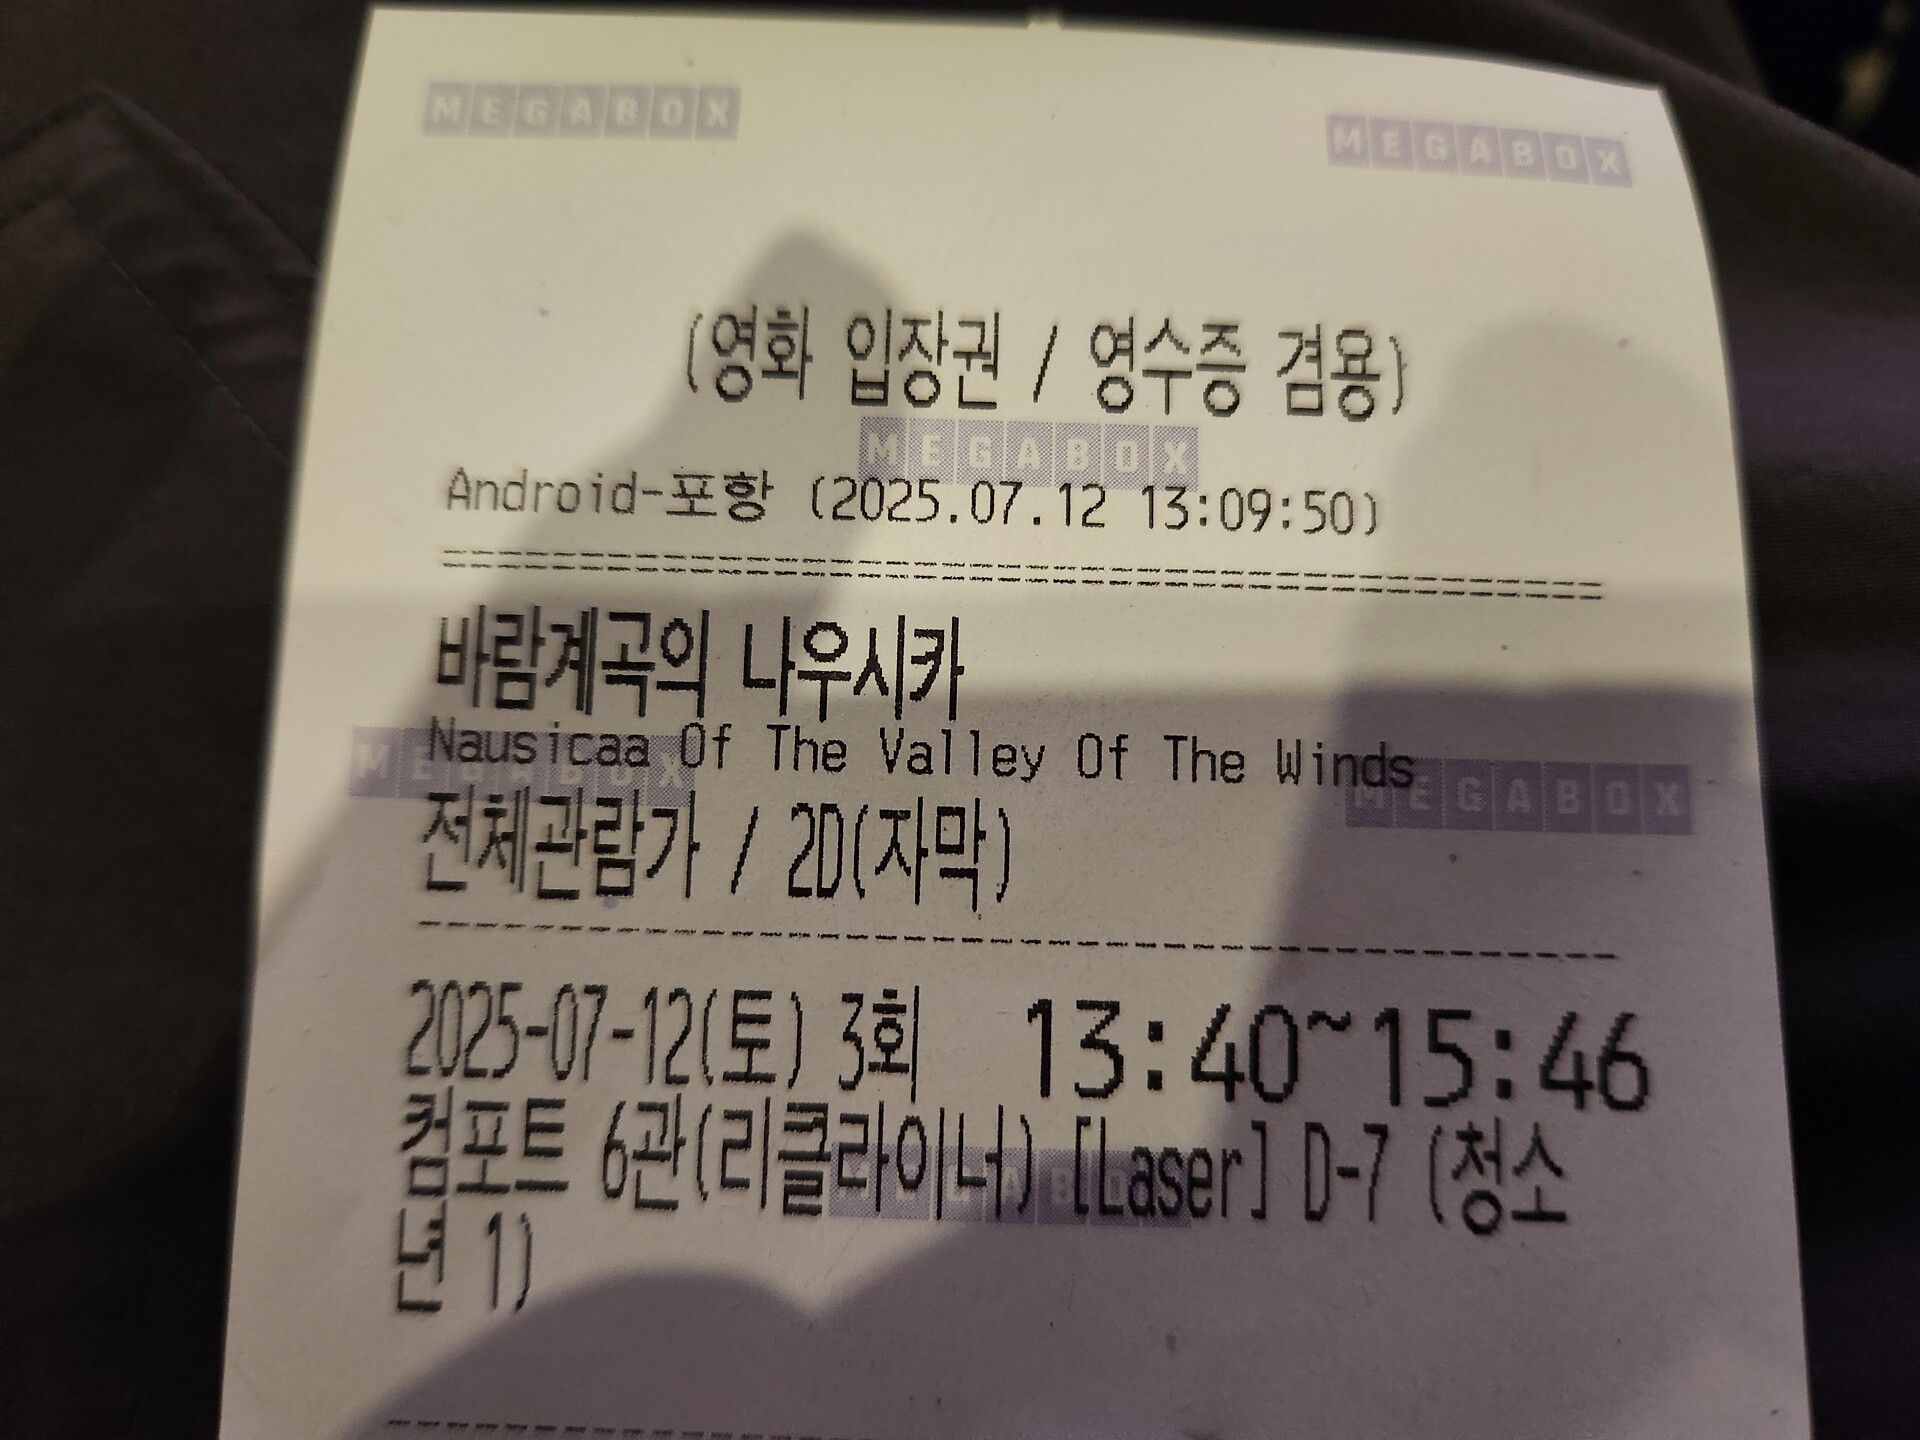 MEGABOX MEGABOX
(영화 입장권 / 영수증 겸용)
MEGABOX
Android-포항 (2025.07.12 13:09:50)
바람계곡의 나우시카
Nausicaa Of The Valley Of The Winds
MEGABOX MEGABOX
전체관람가 / 2D(자막)
2025-07-12(토) 3회 13:40~15:46
컴포트 6관(리클라이너) [Laser] D-7 (청소
MEGABOX
년 1)